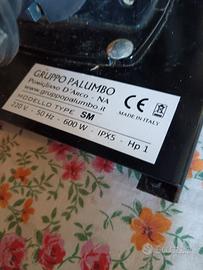 GRUPPO PALUMBO
Pomigliano D'Arco - NA
www.gruppopalumbo.it
MODELLO TYPE SM
220 V - 50 Hz - 600 W - IPX5 - Hp 1
CE
MADE IN ITALY
subito